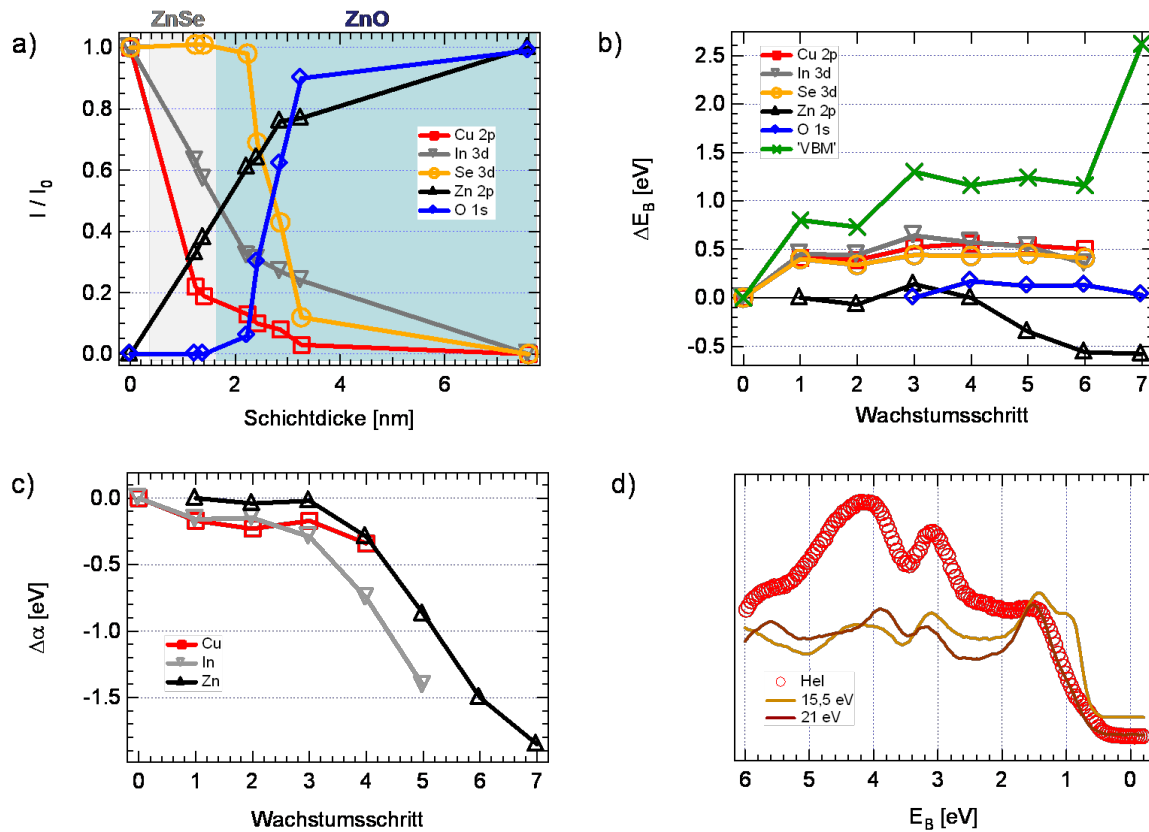 ZnSe ZnO
a)
1.0
0.8
0.6
0.4
0.2
0.0
I / I0
Cu 2p
In 3d
Se 3d
Zn 2p
O 1s
0 2 4 6
Schichtdicke [nm]
b)
2.5
2.0
1.5
1.0
0.5
0.0
-0.5
ΔEB [eV]
Cu 2p
In 3d
Se 3d
Zn 2p
O 1s
'VBM'
0 1 2 3 4 5 6 7
Wachstumsschritt
c)
0.0
-0.5
-1.0
-1.5
Δα [eV]
Cu
In
Zn
0 1 2 3 4 5 6 7
Wachstumsschritt
d)
HeI
15,5 eV
21 eV
6 5 4 3 2 1 0
EB [eV]